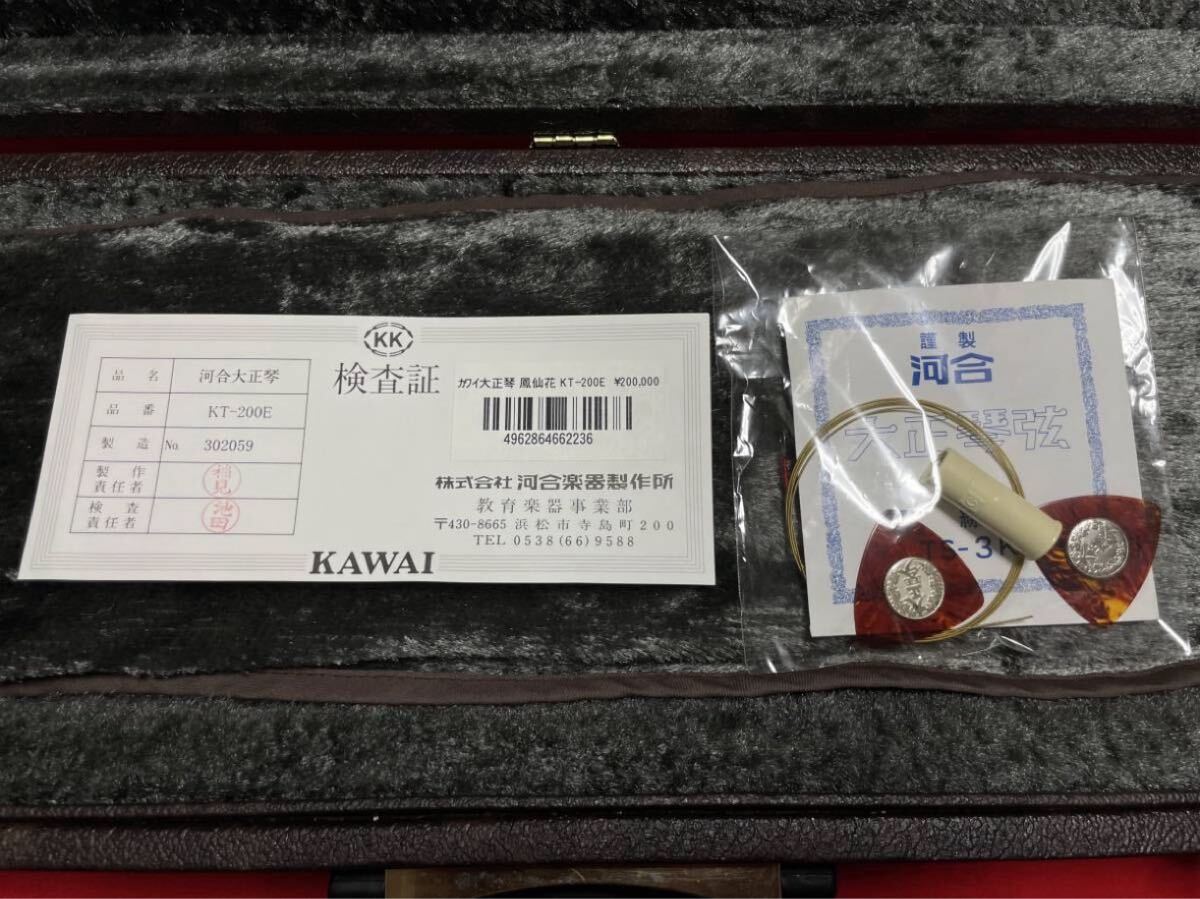 KK
検査証
品名 河合大正琴
品番 KT-200E
製造 No. 302059
製作責任者 稲見
検査責任者 池田
カワイ大正琴 鳳仙花 KT-200E ¥200,000
4962864662236
株式会社 河合楽器製作所
教育楽器事業部
〒430-8665 浜松市寺島町200
TEL 0538(66)9588
KAWAI
謹製
河合
大正琴弦
TS-3